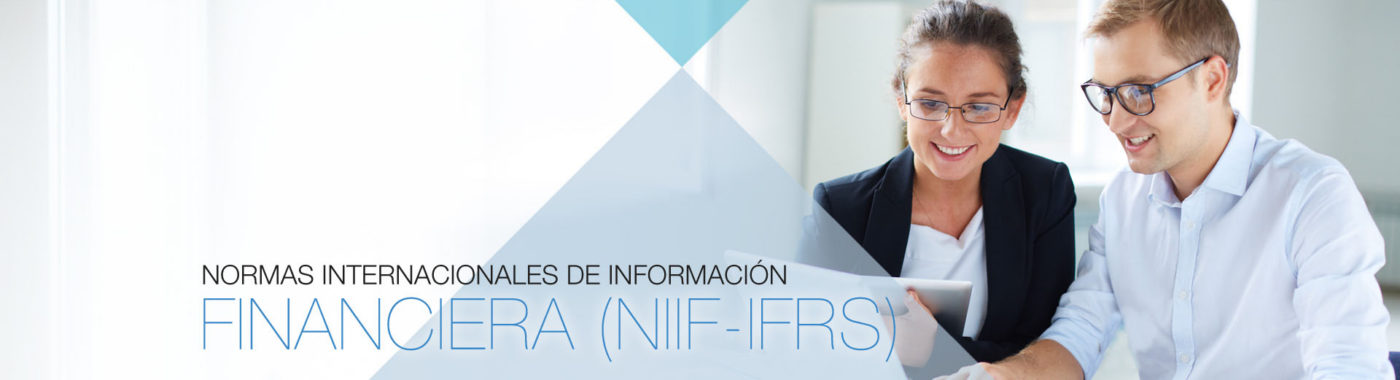 NORMAS INTERNACIONALES DE INFORMACIÓN
FINANCIERA (NIIF-IFRS)